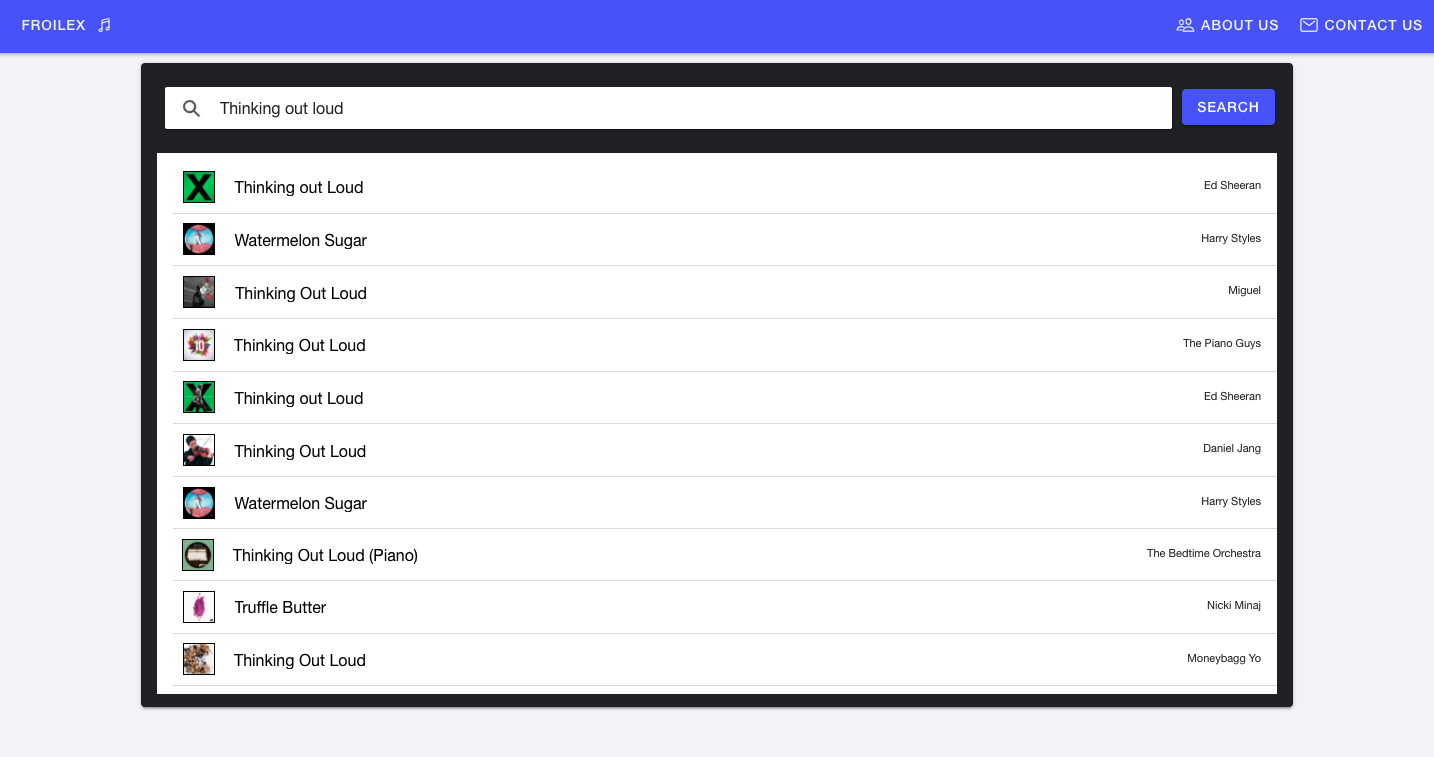 FROILEX ABOUT US CONTACT US
Thinking out loud SEARCH
Thinking out Loud Ed Sheeran
Watermelon Sugar Harry Styles
Thinking Out Loud Miguel
Thinking Out Loud The Piano Guys
Thinking out Loud Ed Sheeran
Thinking Out Loud Daniel Jang
Watermelon Sugar Harry Styles
Thinking Out Loud (Piano) The Bedtime Orchestra
Truffle Butter Nicki Minaj
Thinking Out Loud Moneybagg Yo